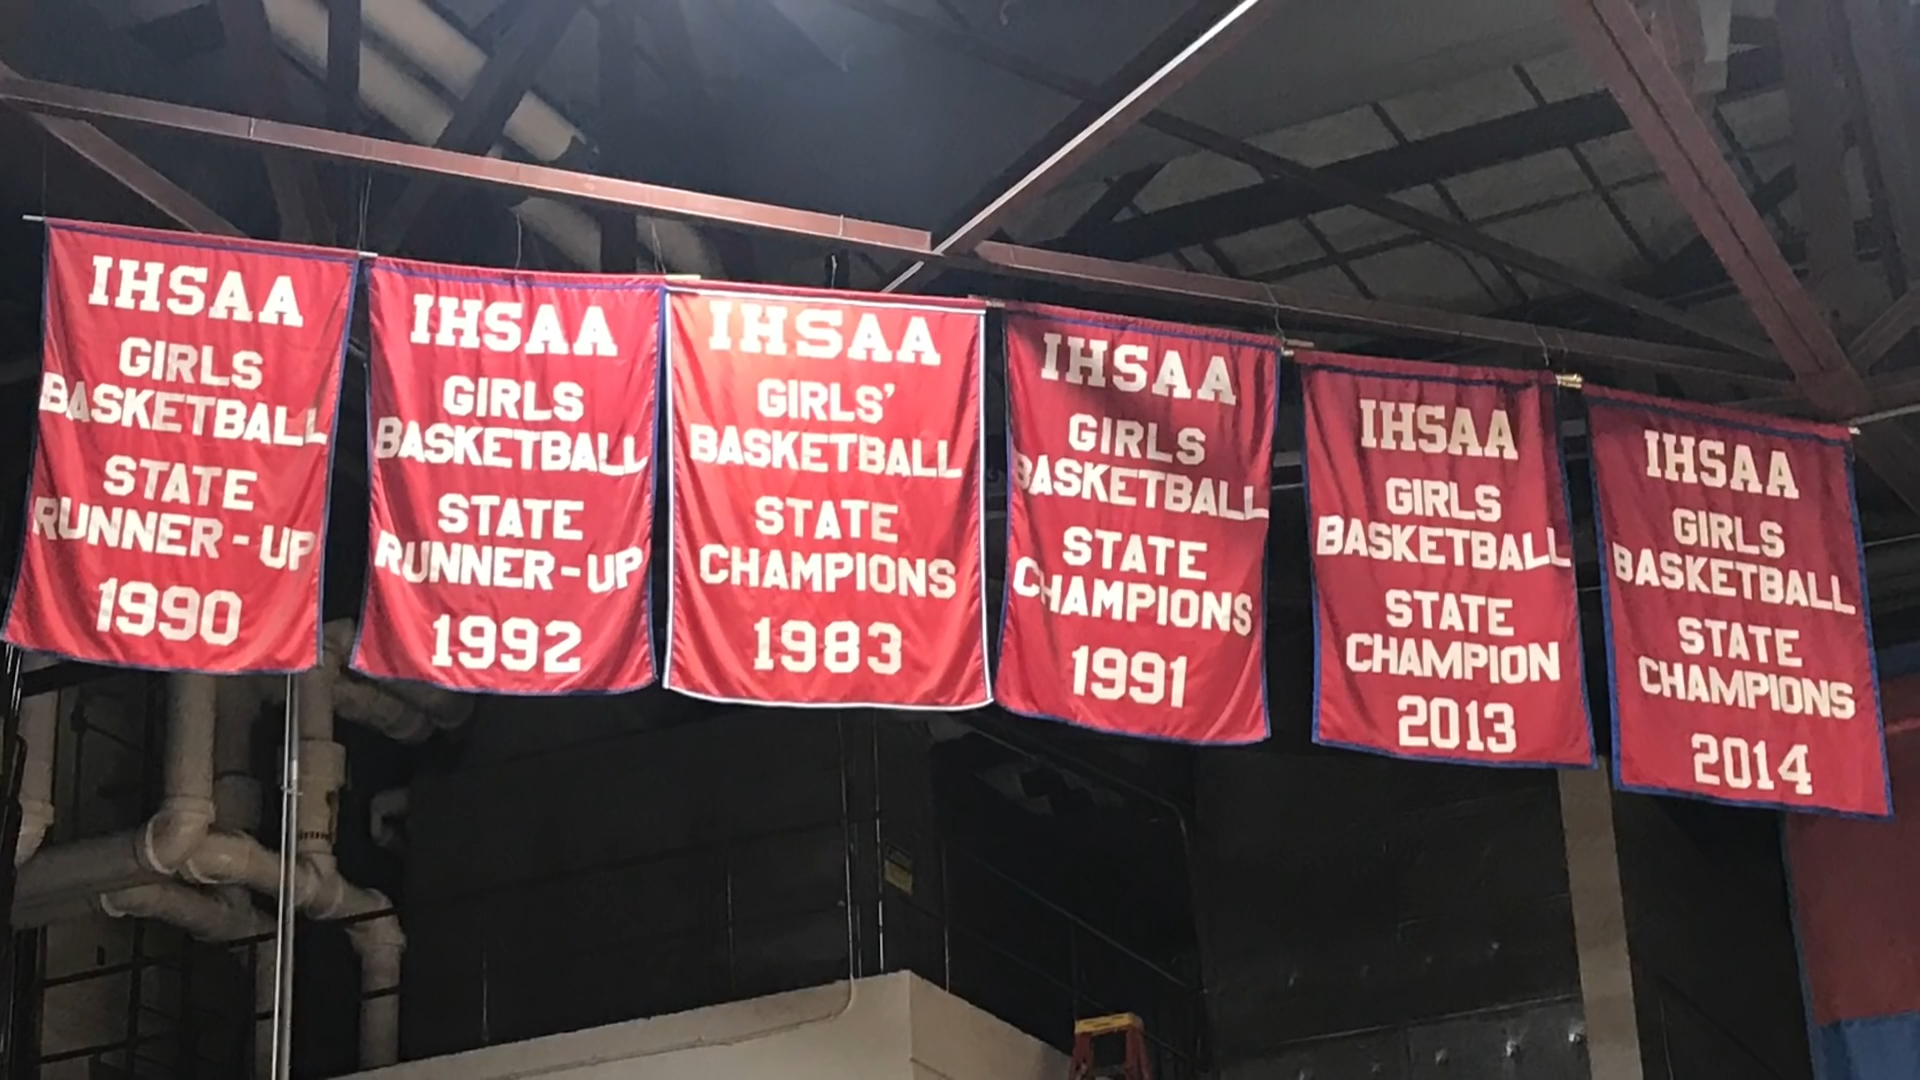 IHSAA
GIRLS
BASKETBALL
STATE
RUNNER-UP
1990
IHSAA
GIRLS
BASKETBALL
STATE
RUNNER-UP
1992
IHSAA
GIRLS'
BASKETBALL
STATE
CHAMPIONS
1983
IHSAA
GIRLS
BASKETBALL
STATE
CHAMPIONS
1991
IHSAA
GIRLS
BASKETBALL
STATE
CHAMPION
2013
IHSAA
GIRLS
BASKETBALL
STATE
CHAMPIONS
2014